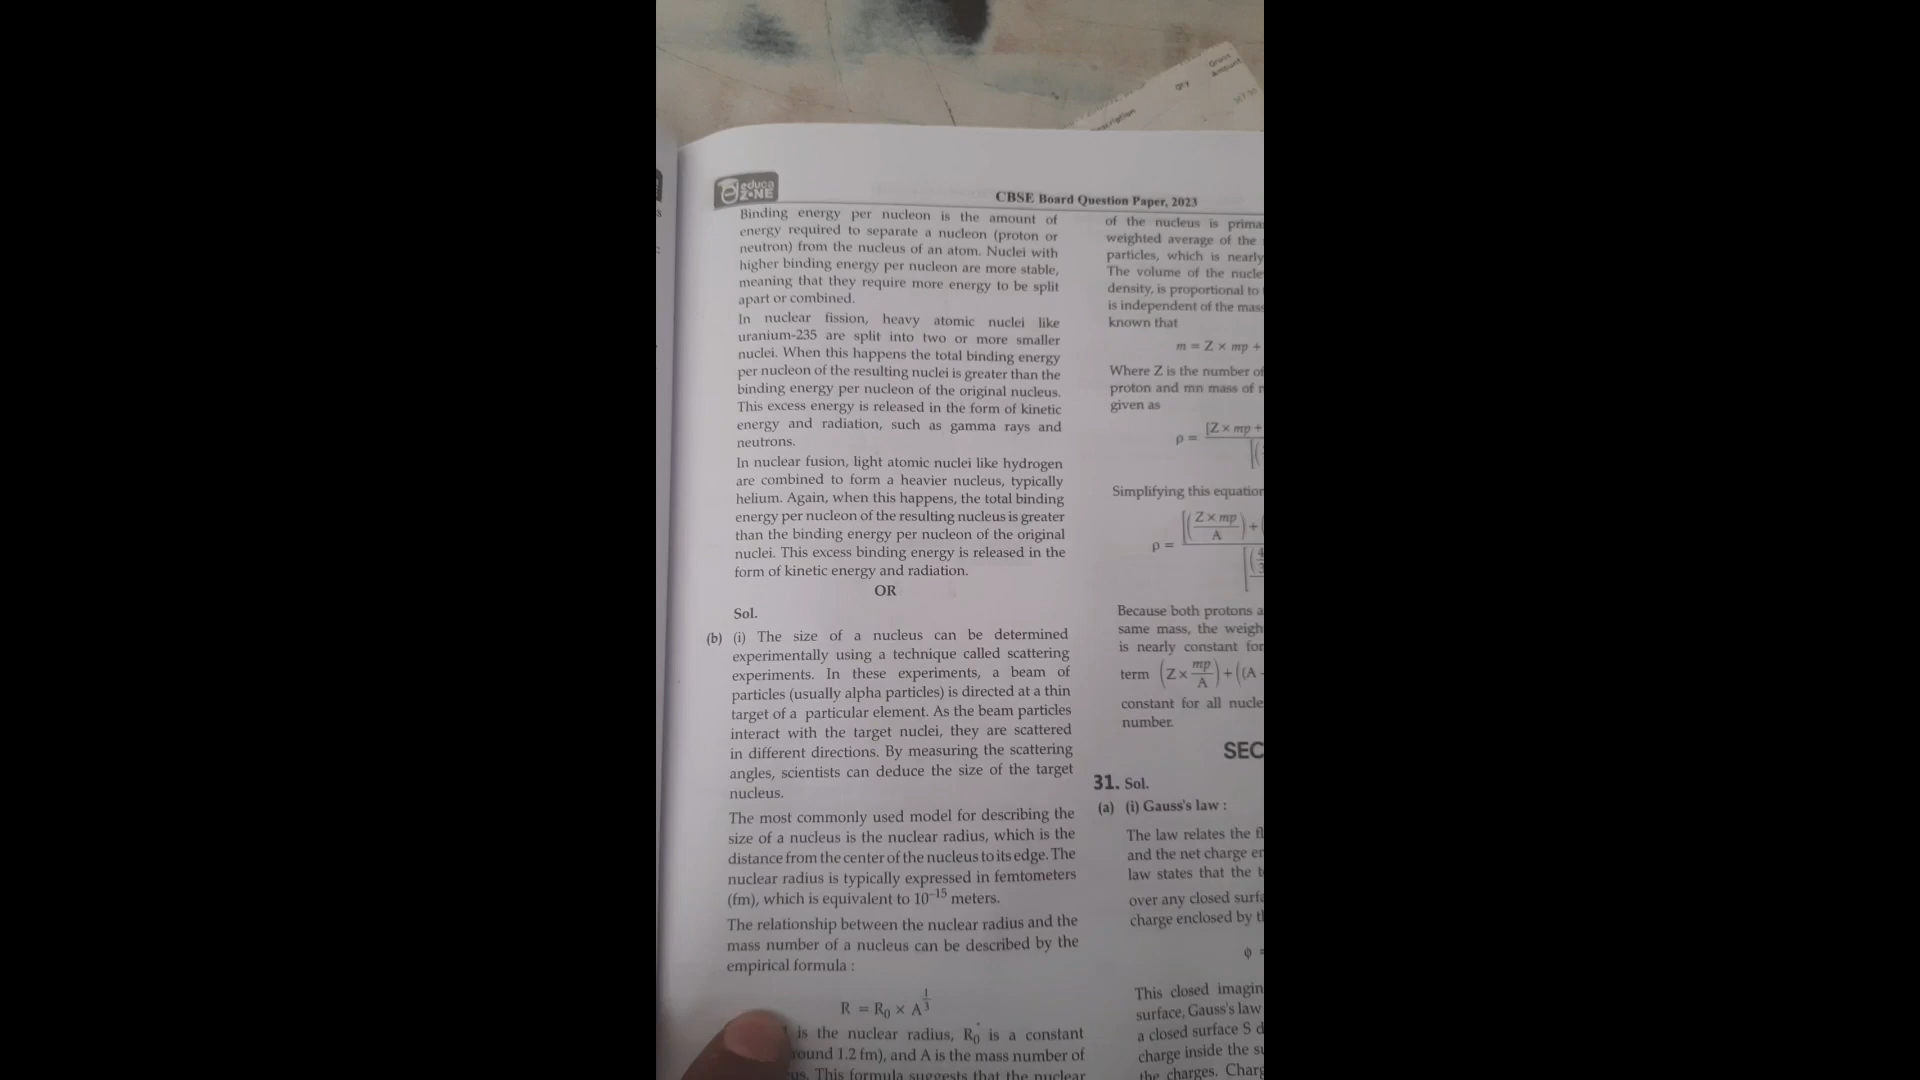 Description
Qty
Gross
Amount
educa
ZONE
CBSE Board Question Paper, 2023
Binding energy per nucleon is the amount of
energy required to separate a nucleon (proton or
neutron) from the nucleus of an atom. Nuclei with
higher binding energy per nucleon are more stable,
meaning that they require more energy to be split
apart or combined.
In nuclear fission, heavy atomic nuclei like
uranium-235 are split into two or more smaller
nuclei. When this happens the total binding energy
per nucleon of the resulting nuclei is greater than the
binding energy per nucleon of the original nucleus.
This excess energy is released in the form of kinetic
energy and radiation, such as gamma rays and
neutrons.
In nuclear fusion, light atomic nuclei like hydrogen
are combined to form a heavier nucleus, typically
helium. Again, when this happens, the total binding
energy per nucleon of the resulting nucleus is greater
than the binding energy per nucleon of the original
nuclei. This excess binding energy is released in the
form of kinetic energy and radiation.
OR
Sol.
(b) (i) The size of a nucleus can be determined
experimentally using a technique called scattering
experiments. In these experiments, a beam of
particles (usually alpha particles) is directed at a thin
target of a particular element. As the beam particles
interact with the target nuclei, they are scattered
in different directions. By measuring the scattering
angles, scientists can deduce the size of the target
nucleus.
The most commonly used model for describing the
size of a nucleus is the nuclear radius, which is the
distance from the center of the nucleus to its edge. The
nuclear radius is typically expressed in femtometers
(fm), which is equivalent to 10⁻¹⁵ meters.
The relationship between the nuclear radius and the
mass number of a nucleus can be described by the
empirical formula :
R = R₀ × A^(1/3)
is the nuclear radius, R₀ is a constant
round 1.2 fm), and A is the mass number of
us. This formula suggests that the nuclear
of the nucleus is prima
weighted average of the
particles, which is nearly
The volume of the nucle
density, is proportional to
is independent of the mas
known that
m = Z × mp +
Where Z is the number of
proton and mn mass of
given as
ρ = [Z × mp +
Simplifying this equation
ρ = [(Z × mp / A) +
Because both protons a
same mass, the weigh
is nearly constant for
term (Z × mp/A) + ((A -
constant for all nucle
number.
SEC
31. Sol.
(a) (i) Gauss's law :
The law relates the fl
and the net charge en
law states that the t
over any closed surfa
charge enclosed by t
ϕ =
This closed imagin
surface, Gauss's law
a closed surface S d
charge inside the su
the charges. Charg